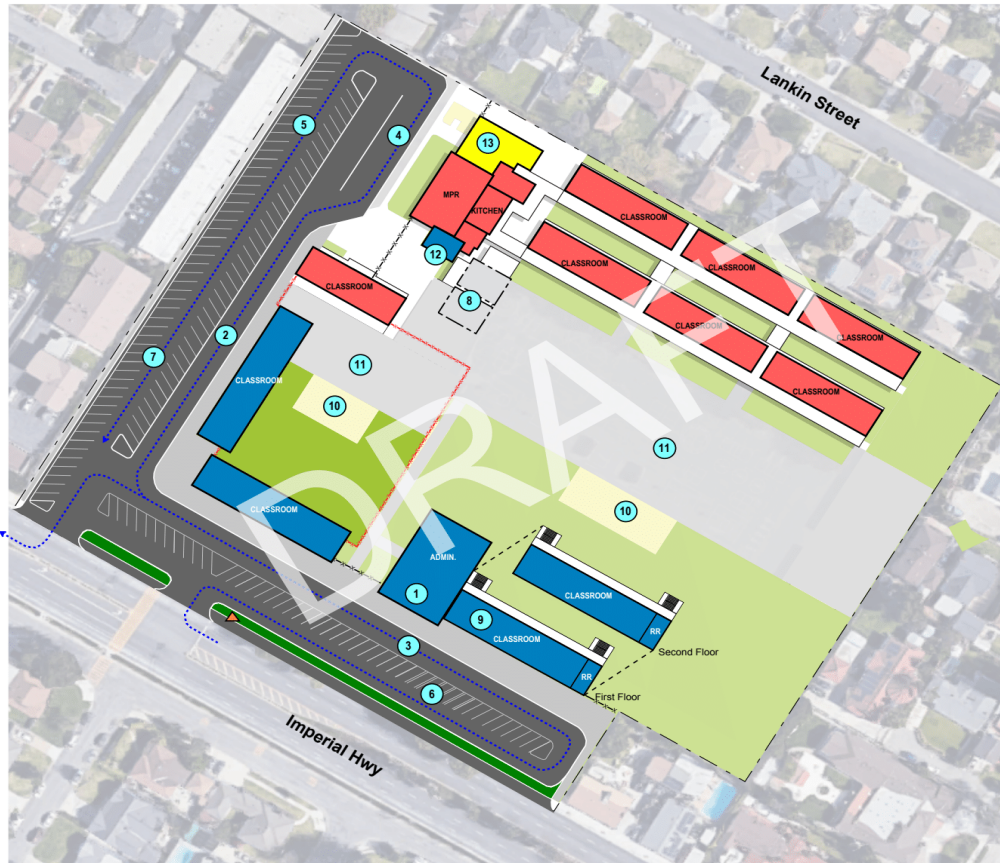 Lankin Street
5
4
13
MPR
KITCHEN
12
8
CLASSROOM
CLASSROOM
CLASSROOM
CLASSROOM
CLASSROOM
CLASSROOM
CLASSROOM
2
7
11
CLASSROOM
10
11
10
CLASSROOM
DRAFT
ADMIN.
1
9
CLASSROOM
RR
Second Floor
CLASSROOM
RR
First Floor
3
6
Imperial Hwy